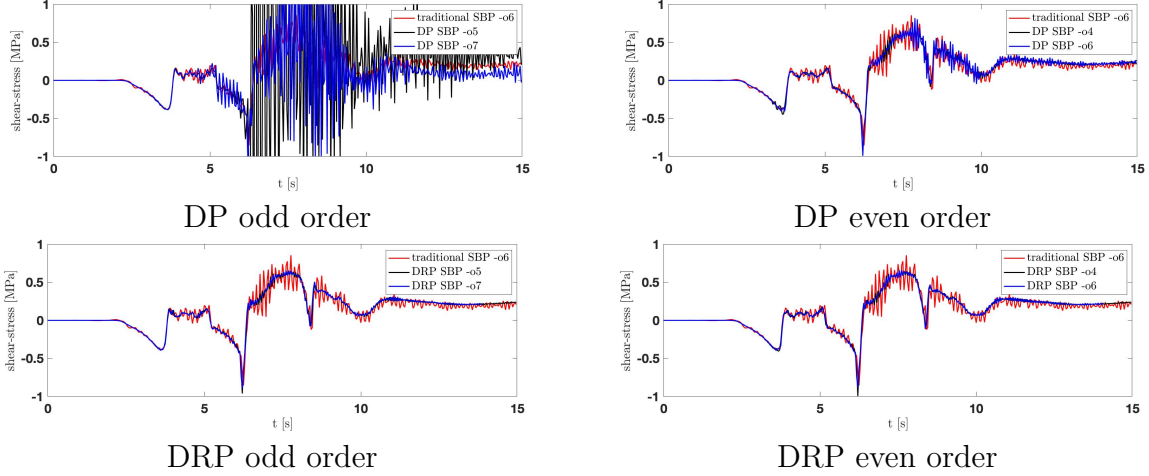 shear-stress [MPa]
1
0.5
0
-0.5
-1
0 5 10 15
t [s]
traditional SBP -o6
DP SBP -o5
DP SBP -o7
DP odd order
shear-stress [MPa]
1
0.5
0
-0.5
-1
0 5 10 15
t [s]
traditional SBP -o6
DP SBP -o4
DP SBP -o6
DP even order
shear-stress [MPa]
1
0.5
0
-0.5
-1
0 5 10 15
t [s]
traditional SBP -o6
DRP SBP -o5
DRP SBP -o7
DRP odd order
shear-stress [MPa]
1
0.5
0
-0.5
-1
0 5 10 15
t [s]
traditional SBP -o6
DRP SBP -o4
DRP SBP -o6
DRP even order